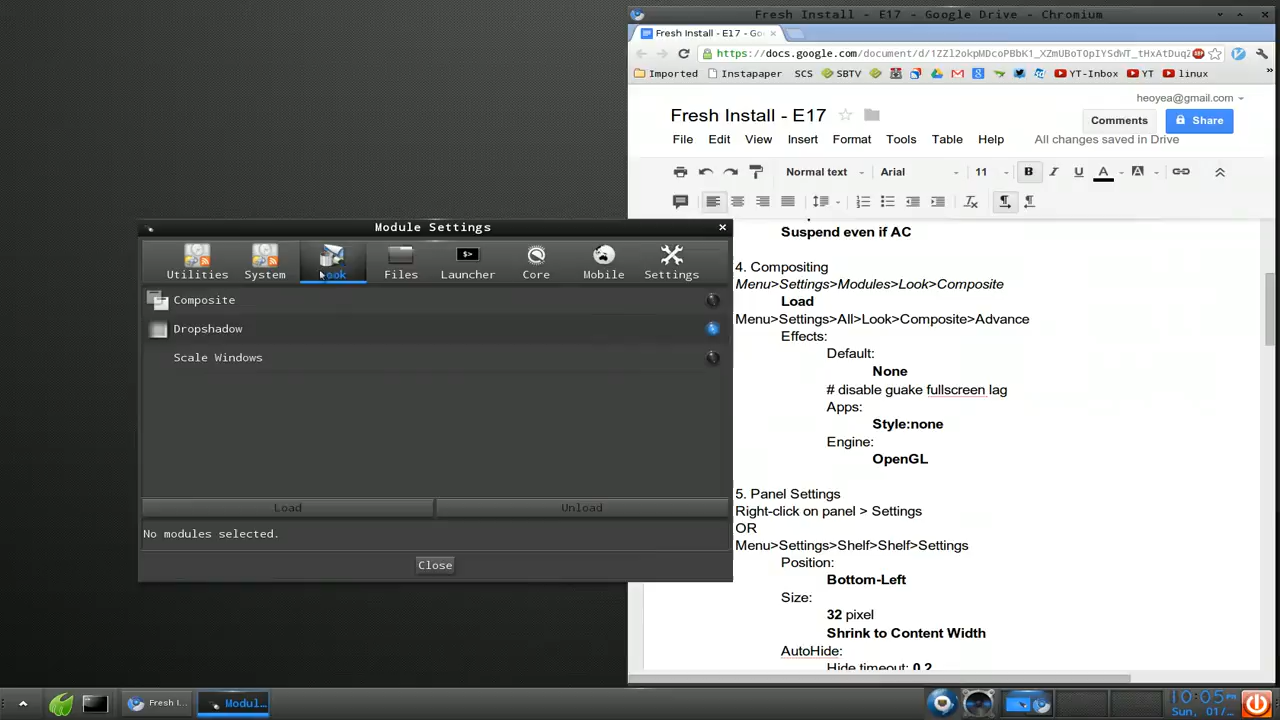 Fresh Install - E17 - Google Drive - Chromium
Fresh Install - E17 - Goo
https://docs.google.com/document/d/1ZZl2okpMDcoPBbK1_XZmUBoT0pIYSdWT_tHxAtDuqZ
Imported
Instapaper
SCS
SBTV
YT-Inbox
YT
linux
heoyea@gmail.com
Fresh Install - E17
Comments
Share
File Edit View Insert Format Tools Table Help
All changes saved in Drive
Normal text
Arial
11
B I U A A
Module Settings
Utilities
System
Look
Files
Launcher
Core
Mobile
Settings
Composite
Dropshadow
Scale Windows
Load
Unload
No modules selected.
Close
Suspend even if AC
4. Compositing
Menu>Settings>Modules>Look>Composite
Load
Menu>Settings>All>Look>Composite>Advance
Effects:
Default:
None
# disable guake fullscreen lag
Apps:
Style:none
Engine:
OpenGL
5. Panel Settings
Right-click on panel > Settings
OR
Menu>Settings>Shelf>Shelf>Settings
Position:
Bottom-Left
Size:
32 pixel
Shrink to Content Width
AutoHide:
Hide timeout: 0.2
Fresh I...
Modul...
10:05PM
Sun, 01/...